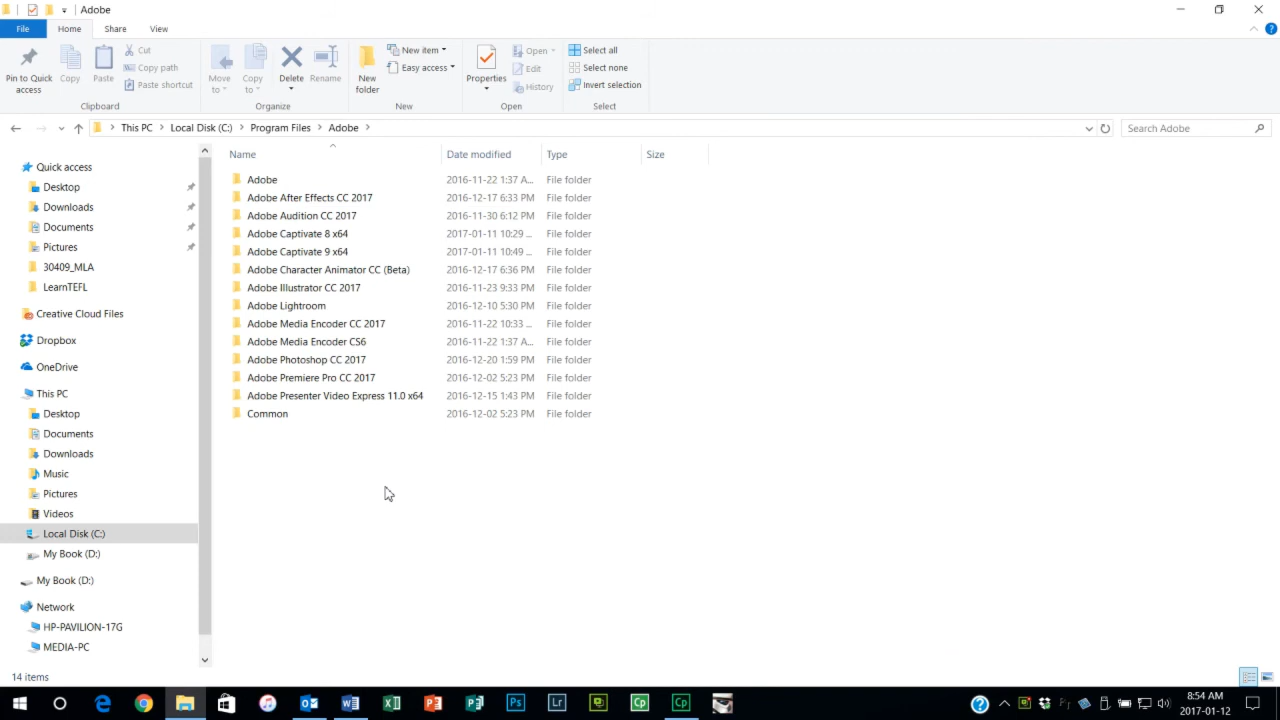 Adobe
File Home Share View
Pin to Quick access
Copy
Paste
Cut
Copy path
Paste shortcut
Clipboard
Move to
Copy to
Delete
Rename
Organize
New folder
New item
Easy access
New
Properties
Open
Edit
History
Open
Select all
Select none
Invert selection
Select
This PC > Local Disk (C:) > Program Files > Adobe >
Search Adobe
Quick access
Desktop
Downloads
Documents
Pictures
30409_MLA
LearnTEFL
Creative Cloud Files
Dropbox
OneDrive
This PC
Desktop
Documents
Downloads
Music
Pictures
Videos
Local Disk (C:)
My Book (D:)
My Book (D:)
Network
HP-PAVILION-17G
MEDIA-PC
Name Date modified Type Size
Adobe 2016-11-22 1:37 A... File folder
Adobe After Effects CC 2017 2016-12-17 6:33 PM File folder
Adobe Audition CC 2017 2016-11-30 6:12 PM File folder
Adobe Captivate 8 x64 2017-01-11 10:29 ... File folder
Adobe Captivate 9 x64 2017-01-11 10:49 ... File folder
Adobe Character Animator CC (Beta) 2016-12-17 6:36 PM File folder
Adobe Illustrator CC 2017 2016-11-23 9:33 PM File folder
Adobe Lightroom 2016-12-10 5:30 PM File folder
Adobe Media Encoder CC 2017 2016-11-22 10:33 ... File folder
Adobe Media Encoder CS6 2016-11-22 1:37 A... File folder
Adobe Photoshop CC 2017 2016-12-20 1:59 PM File folder
Adobe Premiere Pro CC 2017 2016-12-02 5:23 PM File folder
Adobe Presenter Video Express 11.0 x64 2016-12-15 1:43 PM File folder
Common 2016-12-02 5:23 PM File folder
14 items
Ps Lr Cp Cp
8:54 AM
2017-01-12